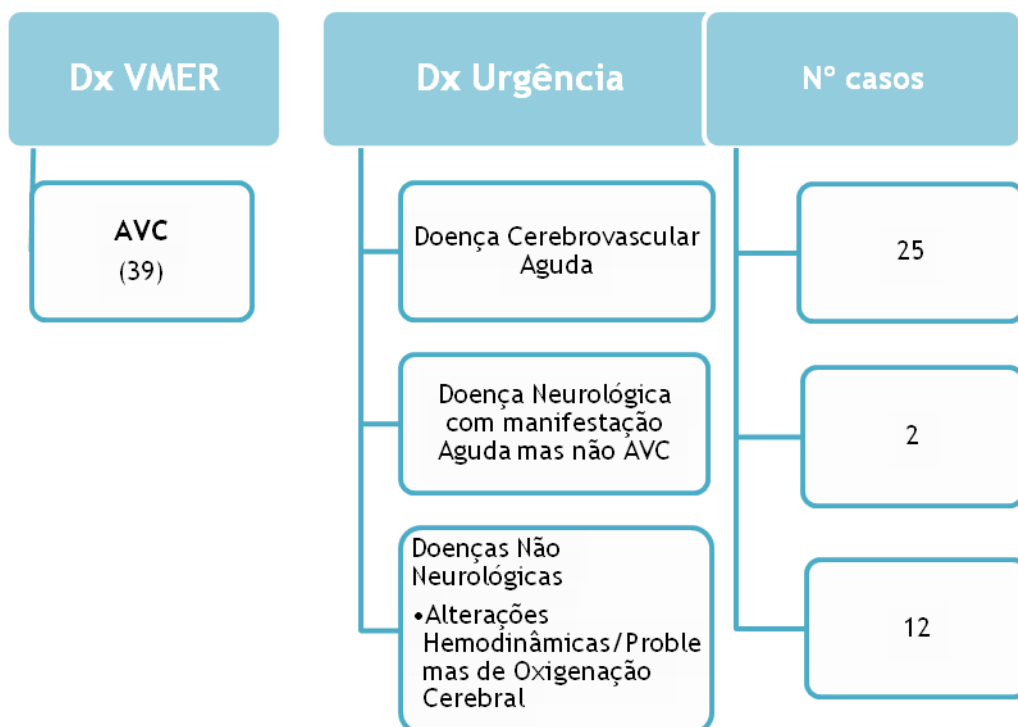 Dx VMER
Dx Urgência
Nº casos
AVC
(39)
Doença Cerebrovascular
Aguda
25
Doença Neurológica
com manifestação
Aguda mas não AVC
2
Doenças Não
Neurológicas
•Alterações
Hemodinâmicas/Proble
mas de Oxigenação
Cerebral
12